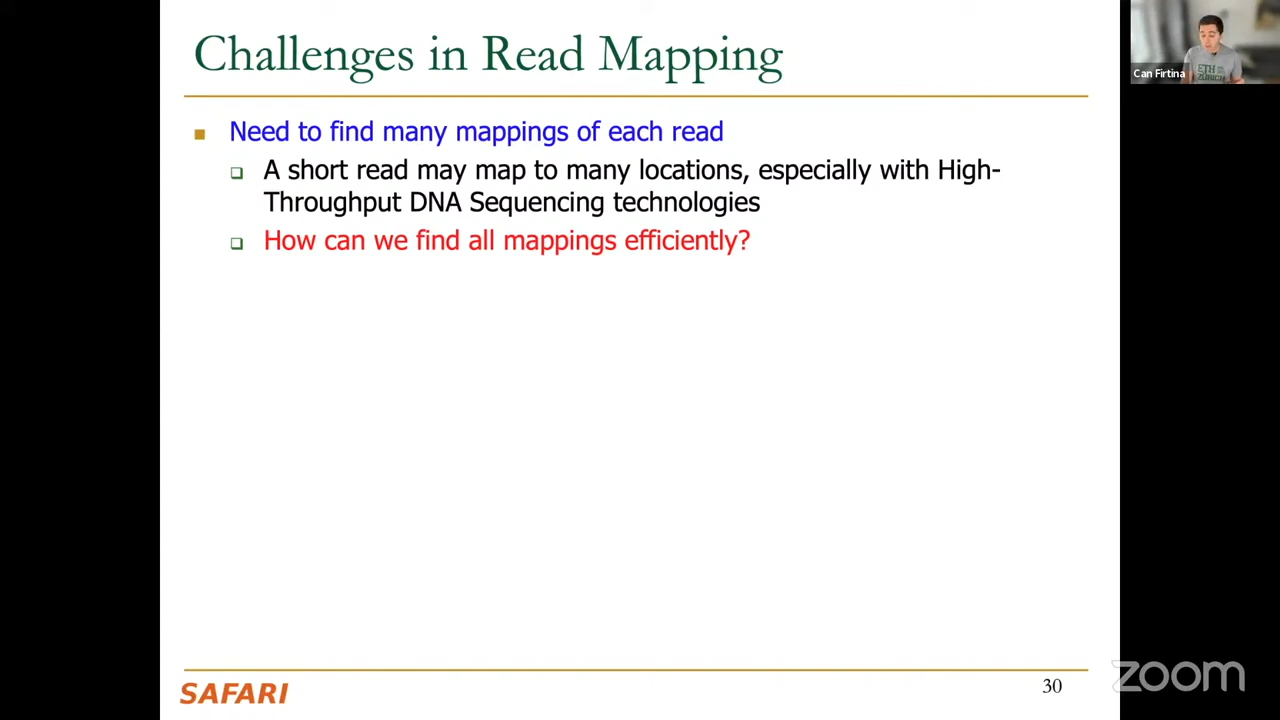 Challenges in Read Mapping
Need to find many mappings of each read
A short read may map to many locations, especially with High-
Throughput DNA Sequencing technologies
How can we find all mappings efficiently?
SAFARI
30
Can Firtina
ETH
ZÜRICH
zoom